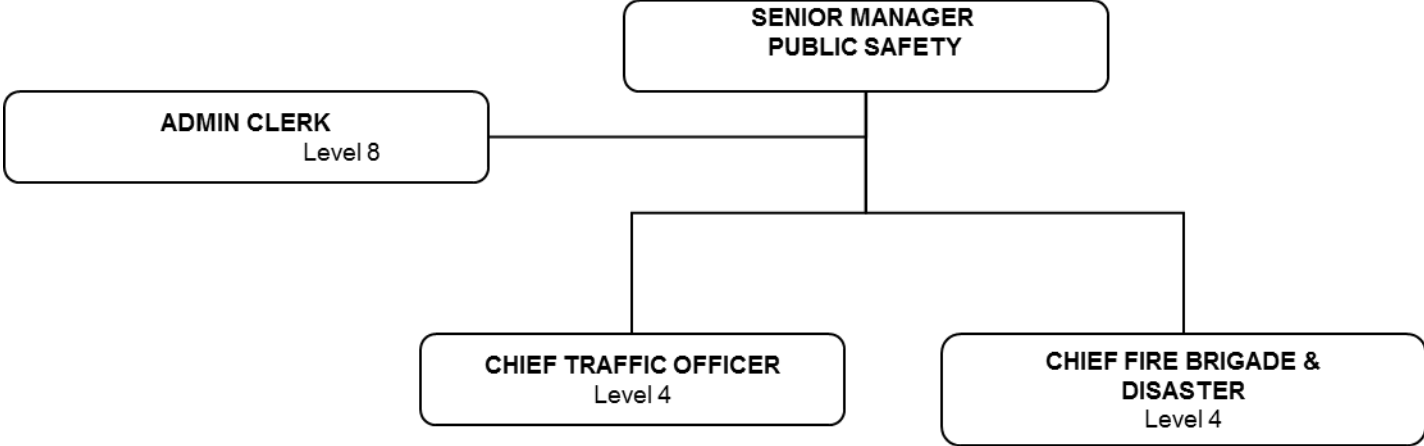 SENIOR MANAGER
PUBLIC SAFETY
ADMIN CLERK
Level 8
CHIEF TRAFFIC OFFICER
Level 4
CHIEF FIRE BRIGADE &
DISASTER
Level 4